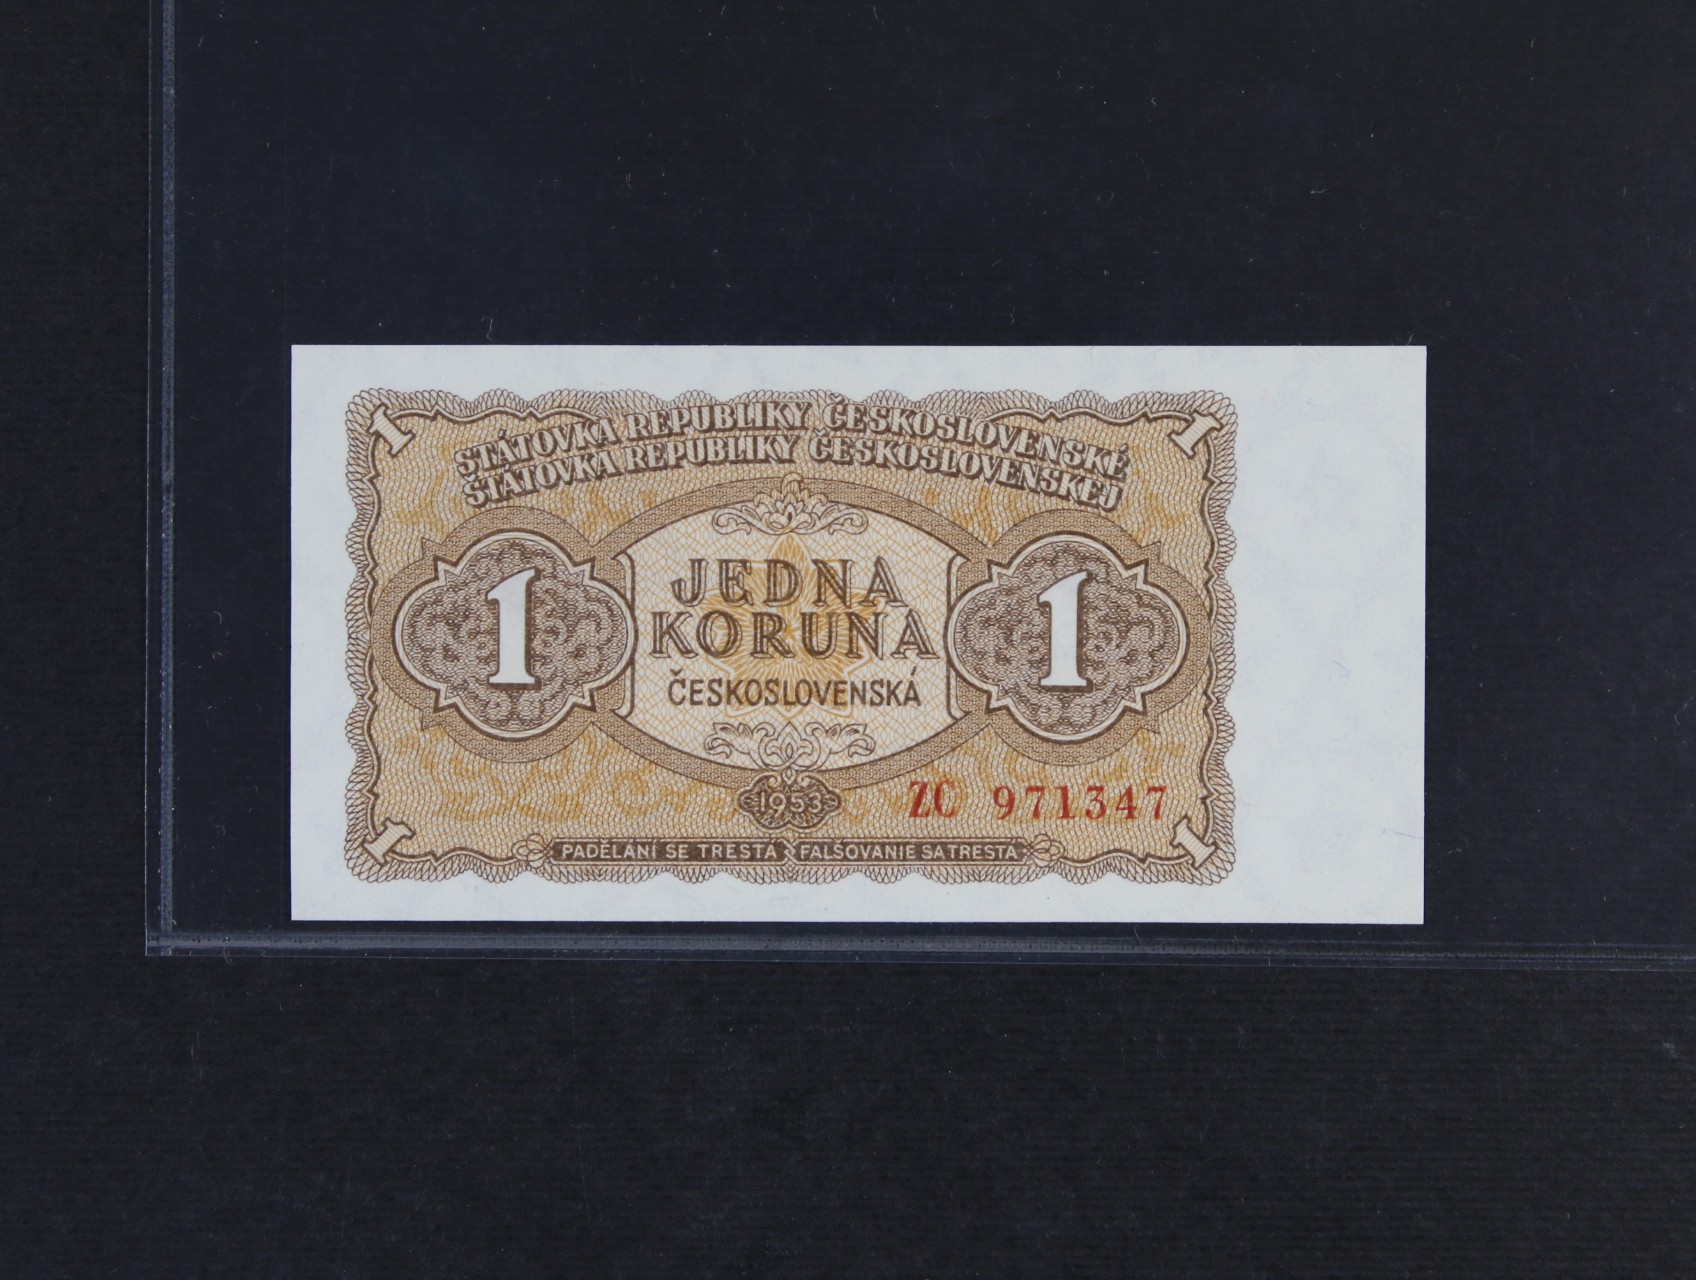 1 1
ŠTÁTOVKA REPUBLIKY ČESKOSLOVENSKÉ
ŠTÁTOVKA REPUBLIKY ČESKOSLOVENSKEJ
1 JEDNA 1
KORUNA
ČESKOSLOVENSKÁ
1953 ZC 971347
1 PADĚLÁNÍ SE TRESTÁ FALŠOVANIE SA TRESTÁ 1